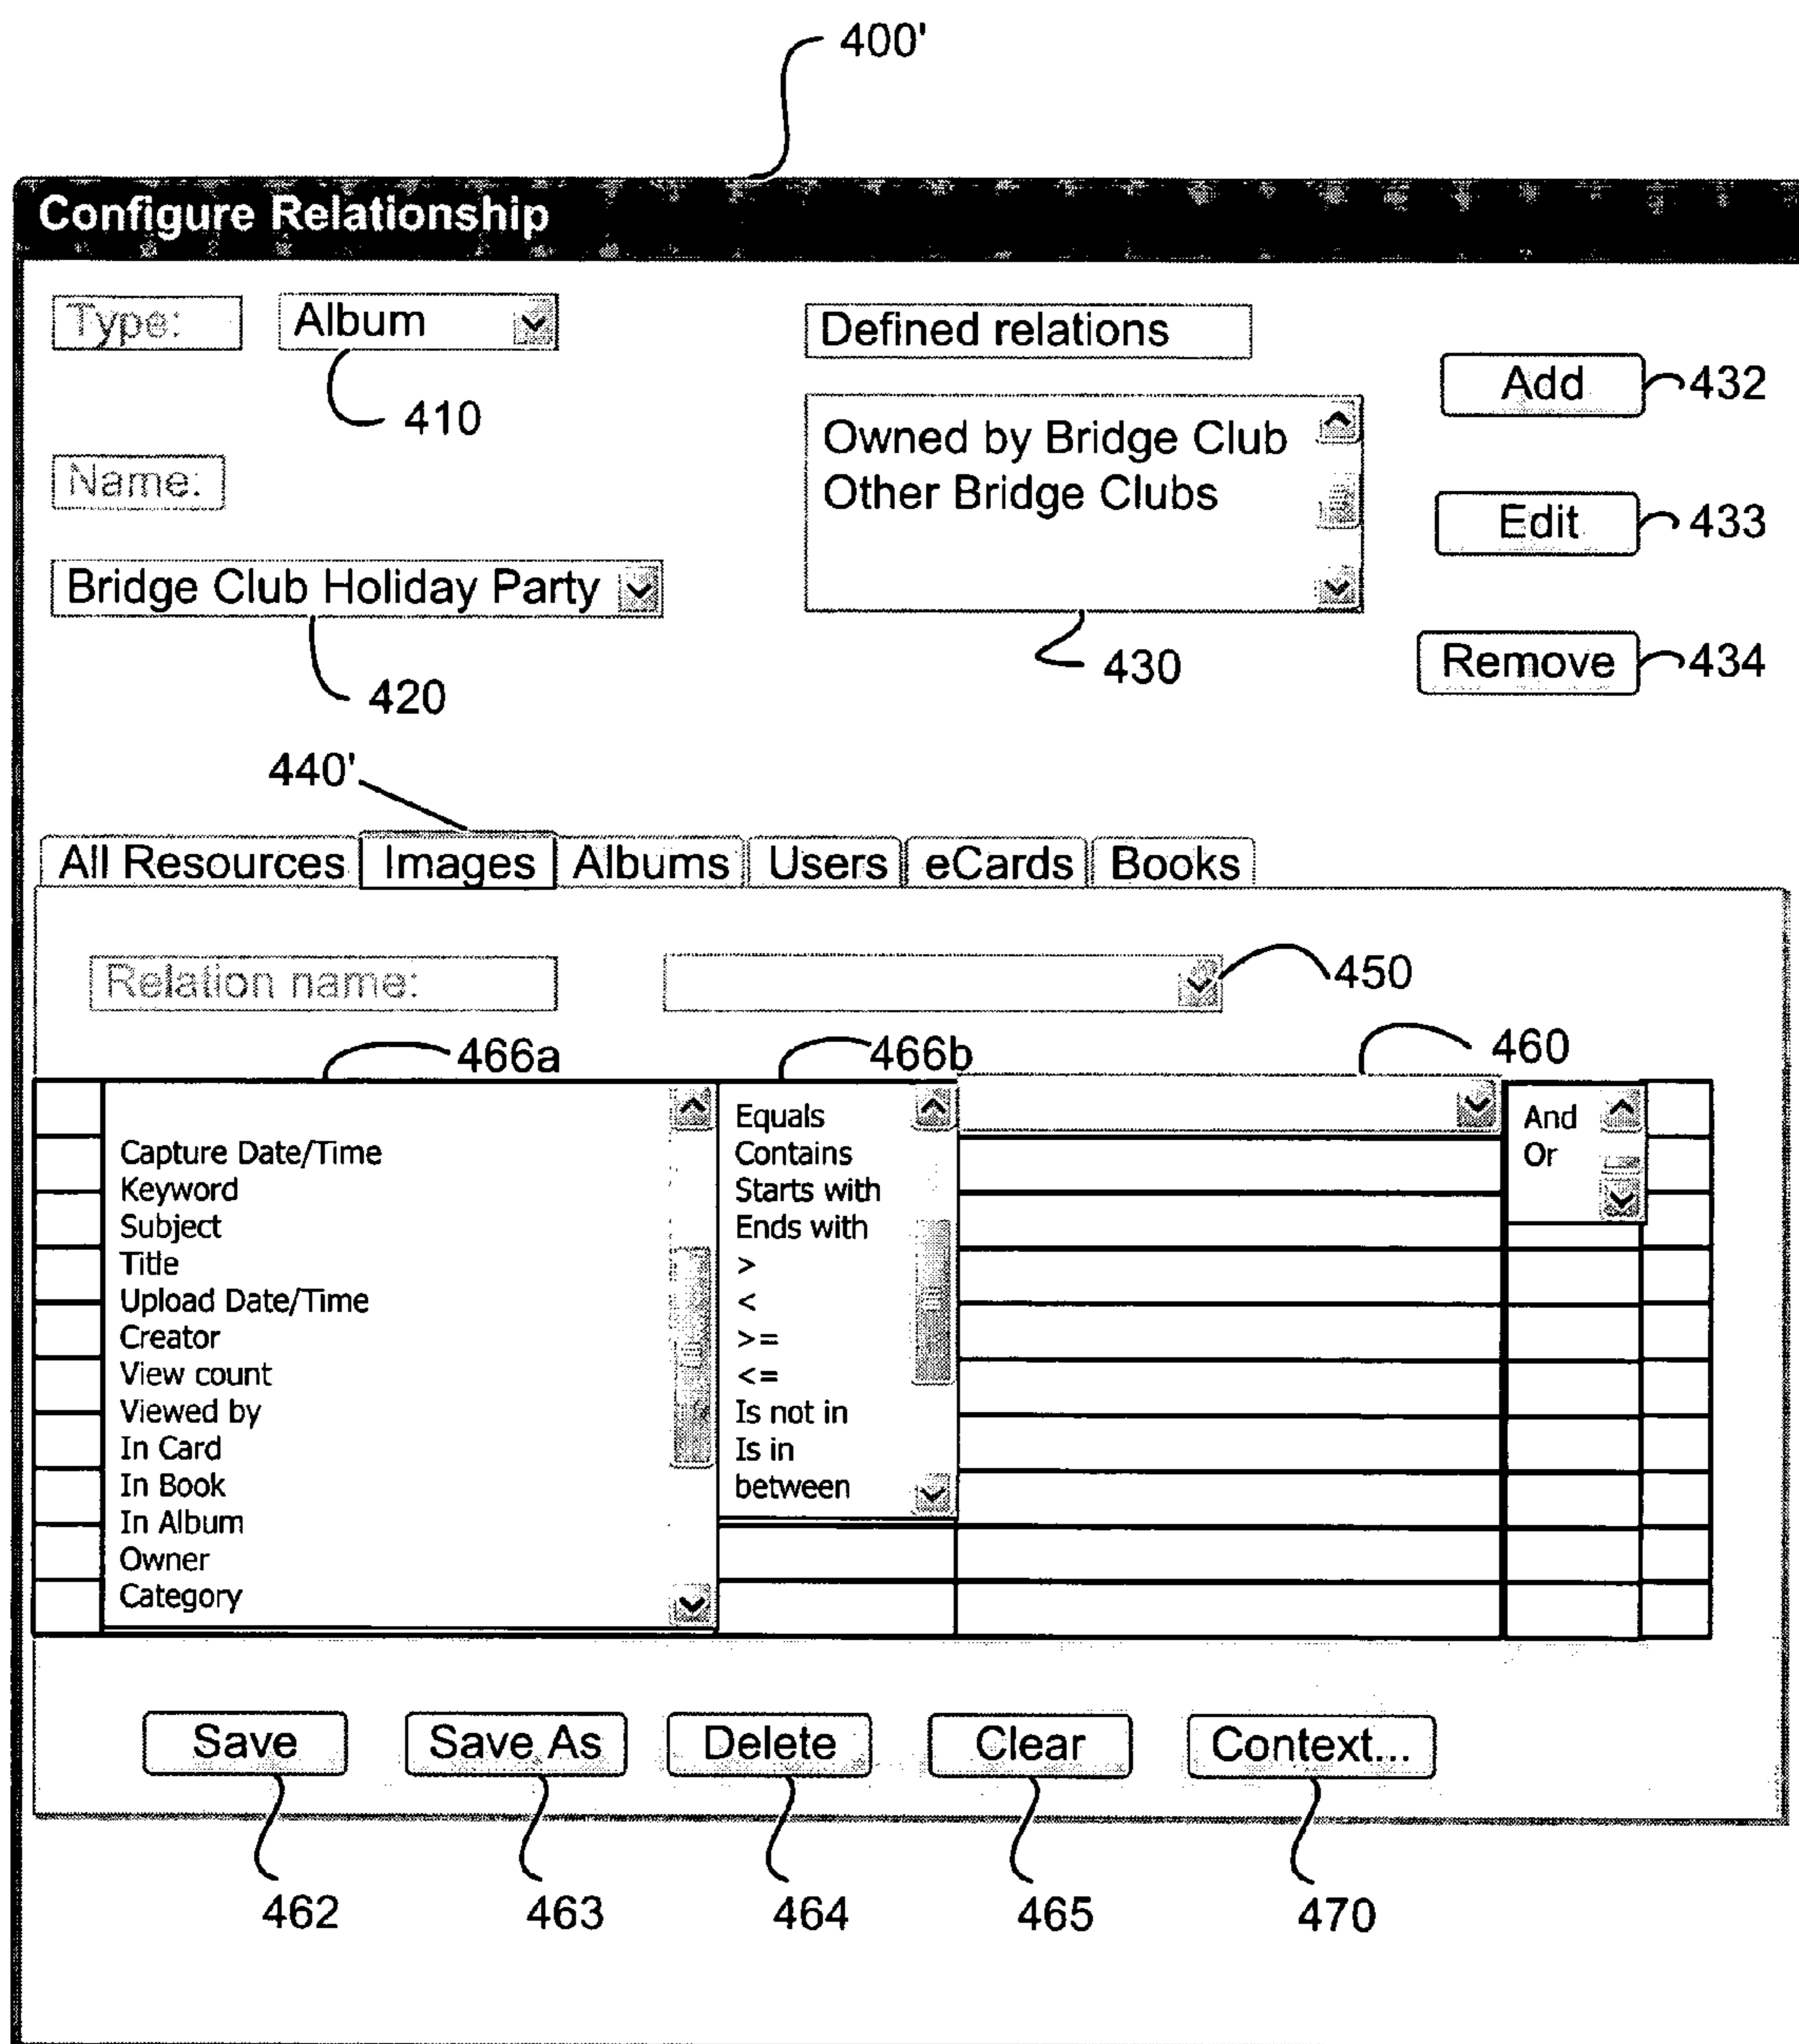 400'
Configure Relationship
Type: Album
410
Name:
Bridge Club Holiday Party
420
Defined relations
Owned by Bridge Club
Other Bridge Clubs
430
Add 432
Edit 433
Remove 434
440'
All Resources Images Albums Users eCards Books
Relation name:
450
466a 466b 460
Capture Date/Time
Keyword
Subject
Title
Upload Date/Time
Creator
View count
Viewed by
In Card
In Book
In Album
Owner
Category
Equals
Contains
Starts with
Ends with
>
<
>=
<=
Is not in
Is in
between
And
Or
Save Save As Delete Clear Context...
462 463 464 465 470